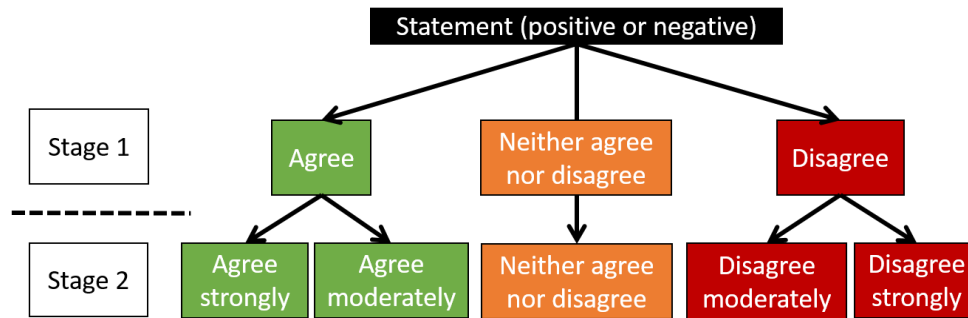 Statement (positive or negative)
Stage 1
Agree
Neither agree
nor disagree
Disagree
Stage 2
Agree
strongly
Agree
moderately
Neither agree
nor disagree
Disagree
moderately
Disagree
strongly